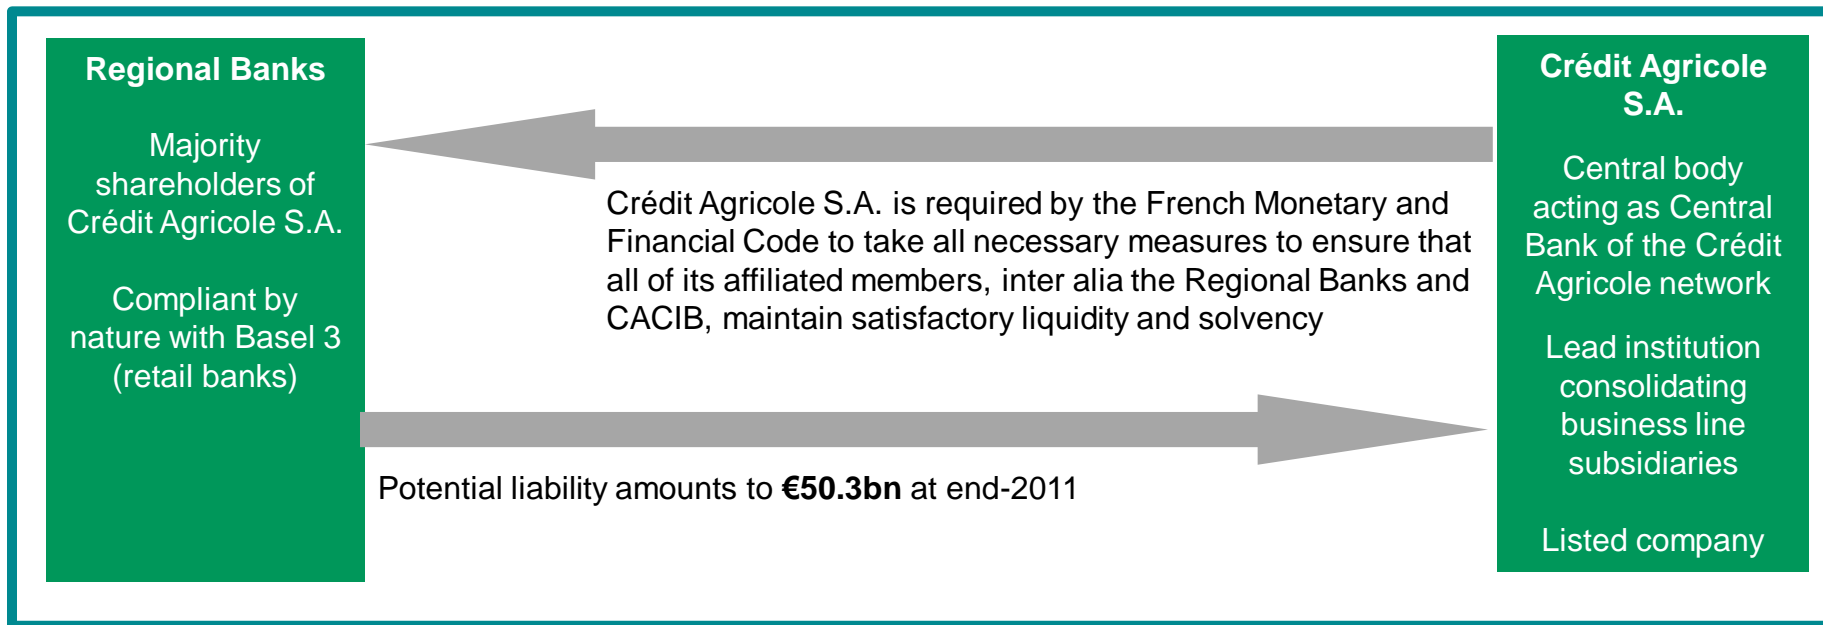 Regional Banks
Majority
shareholders of
Crédit Agricole S.A.
Compliant by
nature with Basel 3
(retail banks)
Crédit Agricole S.A. is required by the French Monetary and
Financial Code to take all necessary measures to ensure that
all of its affiliated members, inter alia the Regional Banks and
CACIB, maintain satisfactory liquidity and solvency
Potential liability amounts to €50.3bn at end-2011
Crédit Agricole
S.A.
Central body
acting as Central
Bank of the Crédit
Agricole network
Lead institution
consolidating
business line
subsidiaries
Listed company